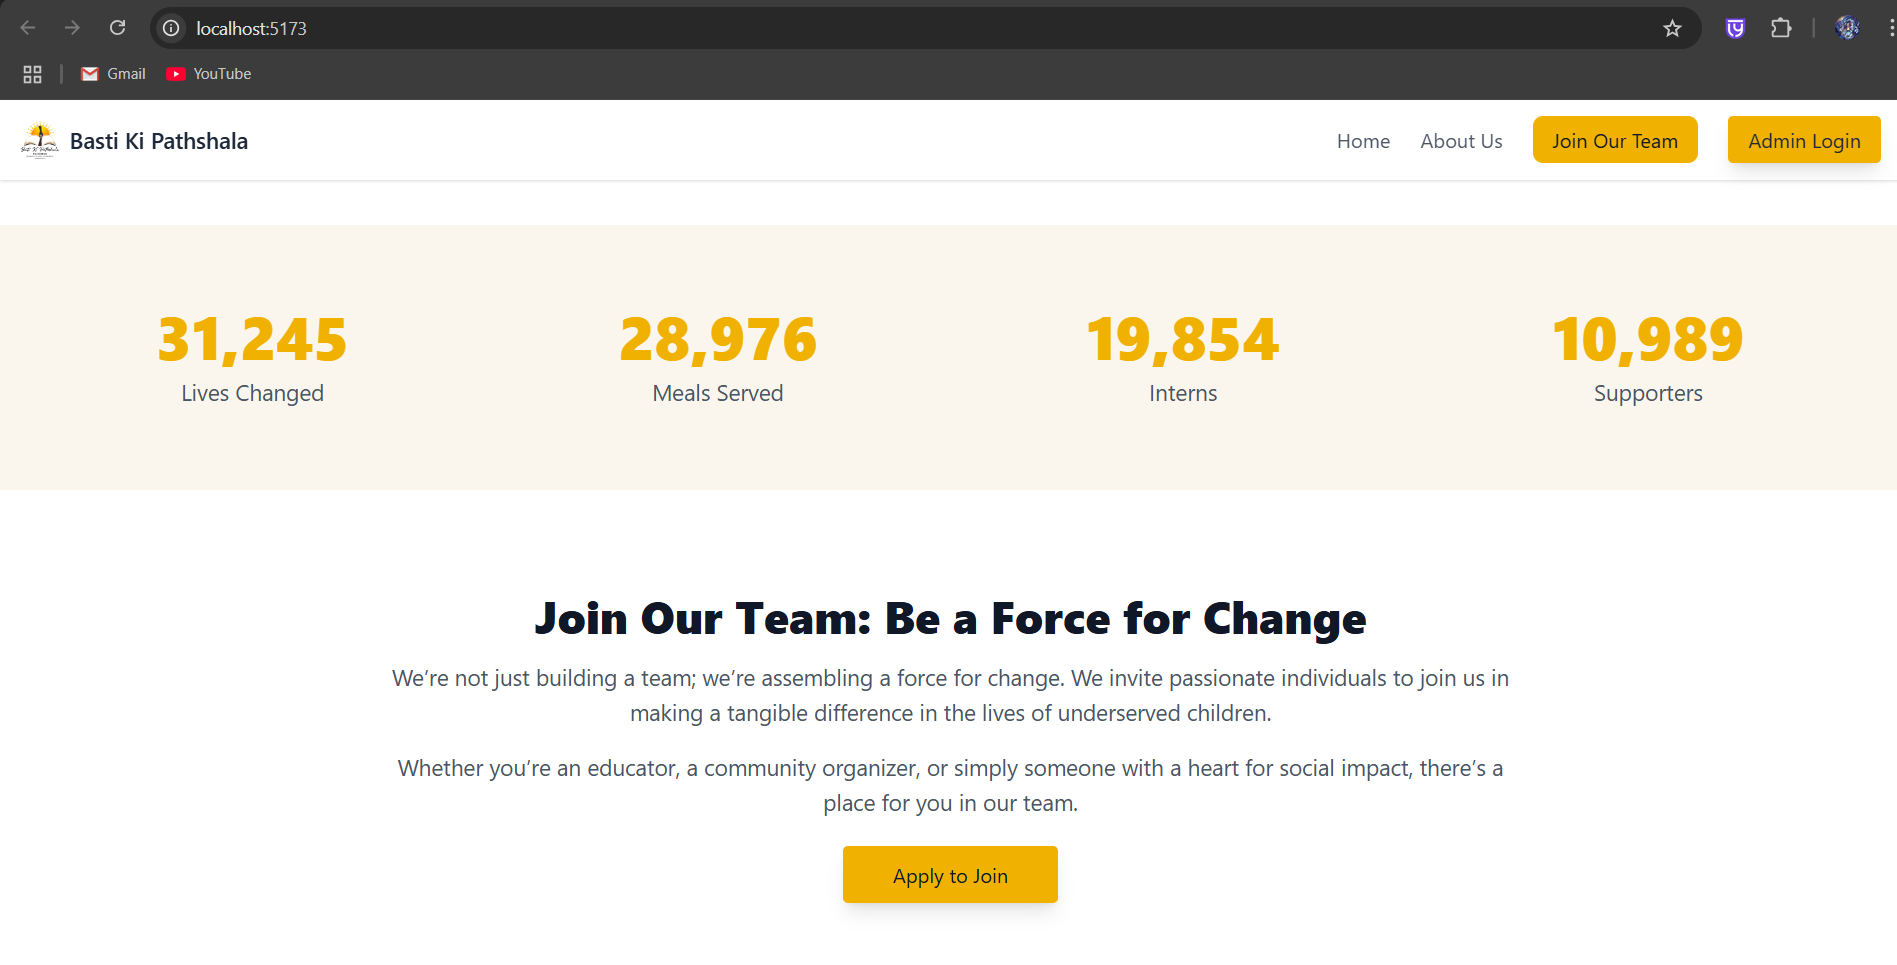 localhost:5173
Gmail
YouTube
Basti Ki Pathshala
Home
About Us
Join Our Team
Admin Login
31,245
Lives Changed
28,976
Meals Served
19,854
Interns
10,989
Supporters
Join Our Team: Be a Force for Change
We’re not just building a team; we’re assembling a force for change. We invite passionate individuals to join us in
making a tangible difference in the lives of underserved children.
Whether you’re an educator, a community organizer, or simply someone with a heart for social impact, there’s a
place for you in our team.
Apply to Join